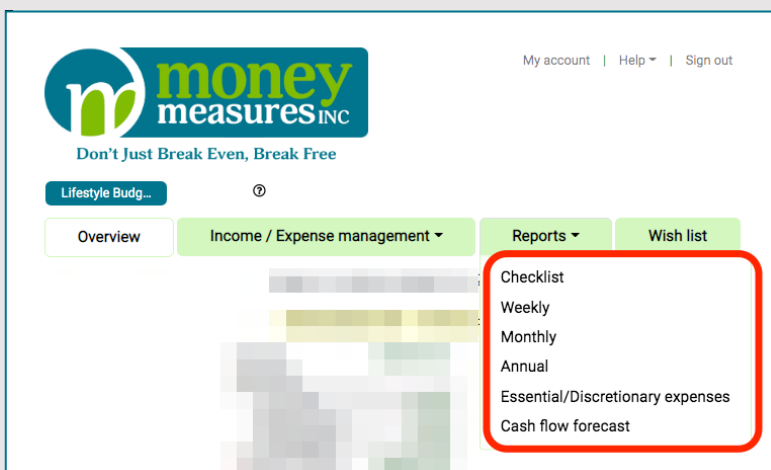 My account | Help | Sign out
money
measures INC
Don't Just Break Even, Break Free
Lifestyle Budg...
Overview Income / Expense management Reports Wish list
Checklist
Weekly
Monthly
Annual
Essential/Discretionary expenses
Cash flow forecast